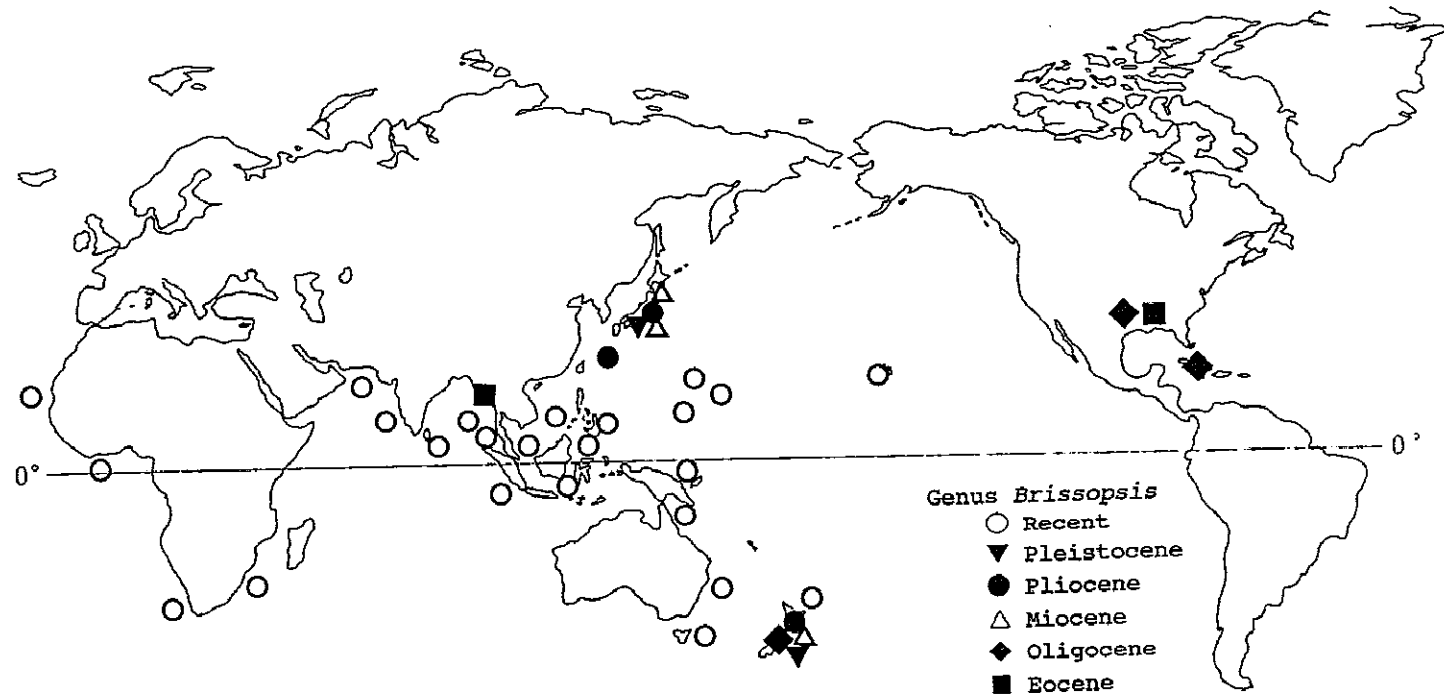 0°
0°
Genus Brissopsis
Recent
Pleistocene
Pliocene
Miocene
Oligocene
Eocene